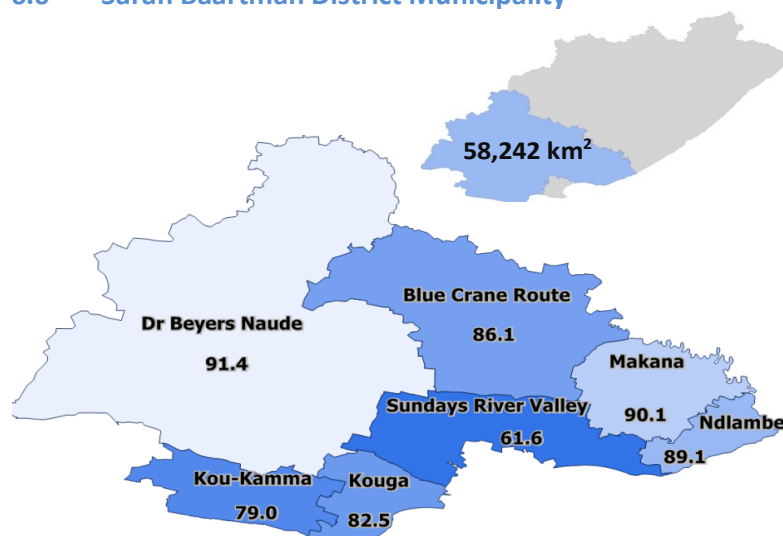 Sarah Baartman District Municipality
58,242 km²
Blue Crane Route
86.1
Dr Beyers Naude
91.4
Makana
90.1
Sundays River Valley
61.6
Ndlambe
89.1
Kou-Kamma
79.0
Kouga
82.5